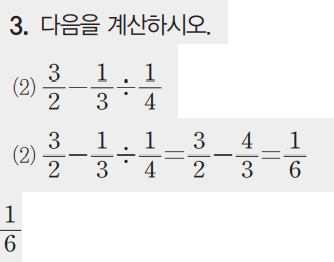 3. 다음을 계산하시오.
(2) 3/2 − 1/3 ÷ 1/4
(2) 3/2 − 1/3 ÷ 1/4 = 3/2 − 4/3 = 1/6
1/6